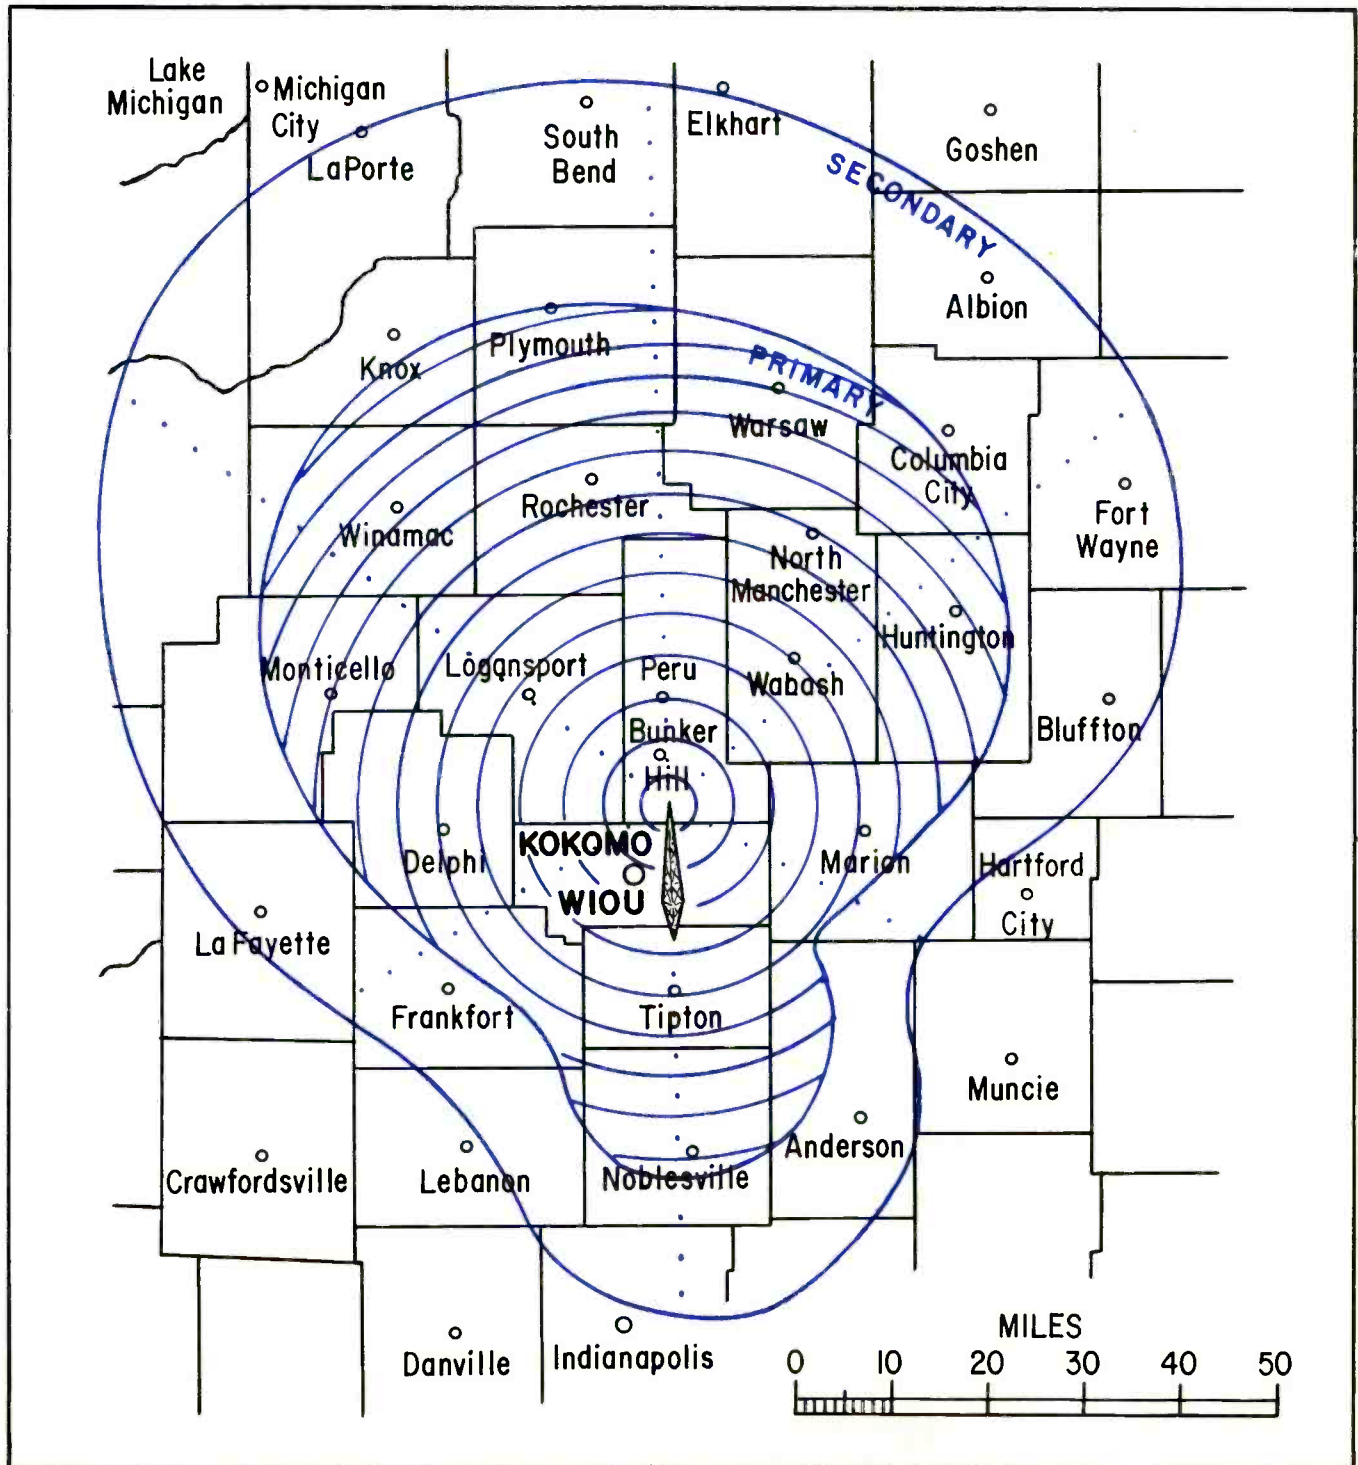 Lake
Michigan
Michigan
City
LaPorte
South
Bend
Elkhart
Goshen
SECONDARY
Albion
Knox
Plymouth
PRIMARY
Warsaw
Columbia
City
Winamac
Rochester
Fort
Wayne
North
Manchester
Huntington
Monticello
Logansport
Peru
Wabash
Bunker
Hill
Bluffton
KOKOMO
WIOU
Delphi
Marion
Hartford
City
La Fayette
Frankfort
Tipton
Muncie
Anderson
Crawfordsville
Lebanon
Noblesville
Danville
Indianapolis
MILES
0 10 20 30 40 50